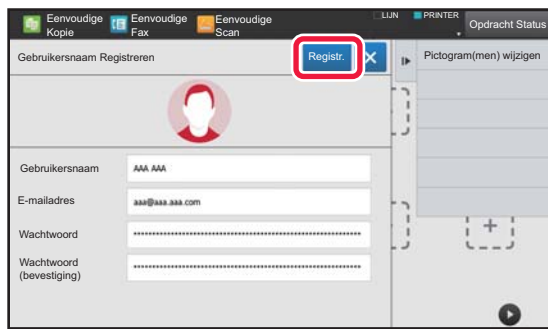 Eenvoudige Kopie
Eenvoudige Fax
Eenvoudige Scan
LIJN
PRINTER
Opdracht Status
Gebruikersnaam Registreren
Registr.
Pictogram(men) wijzigen
Gebruikersnaam
AAA AAA
E-mailadres
aaa@aaa.aaa.com
Wachtwoord
Wachtwoord
(bevestiging)